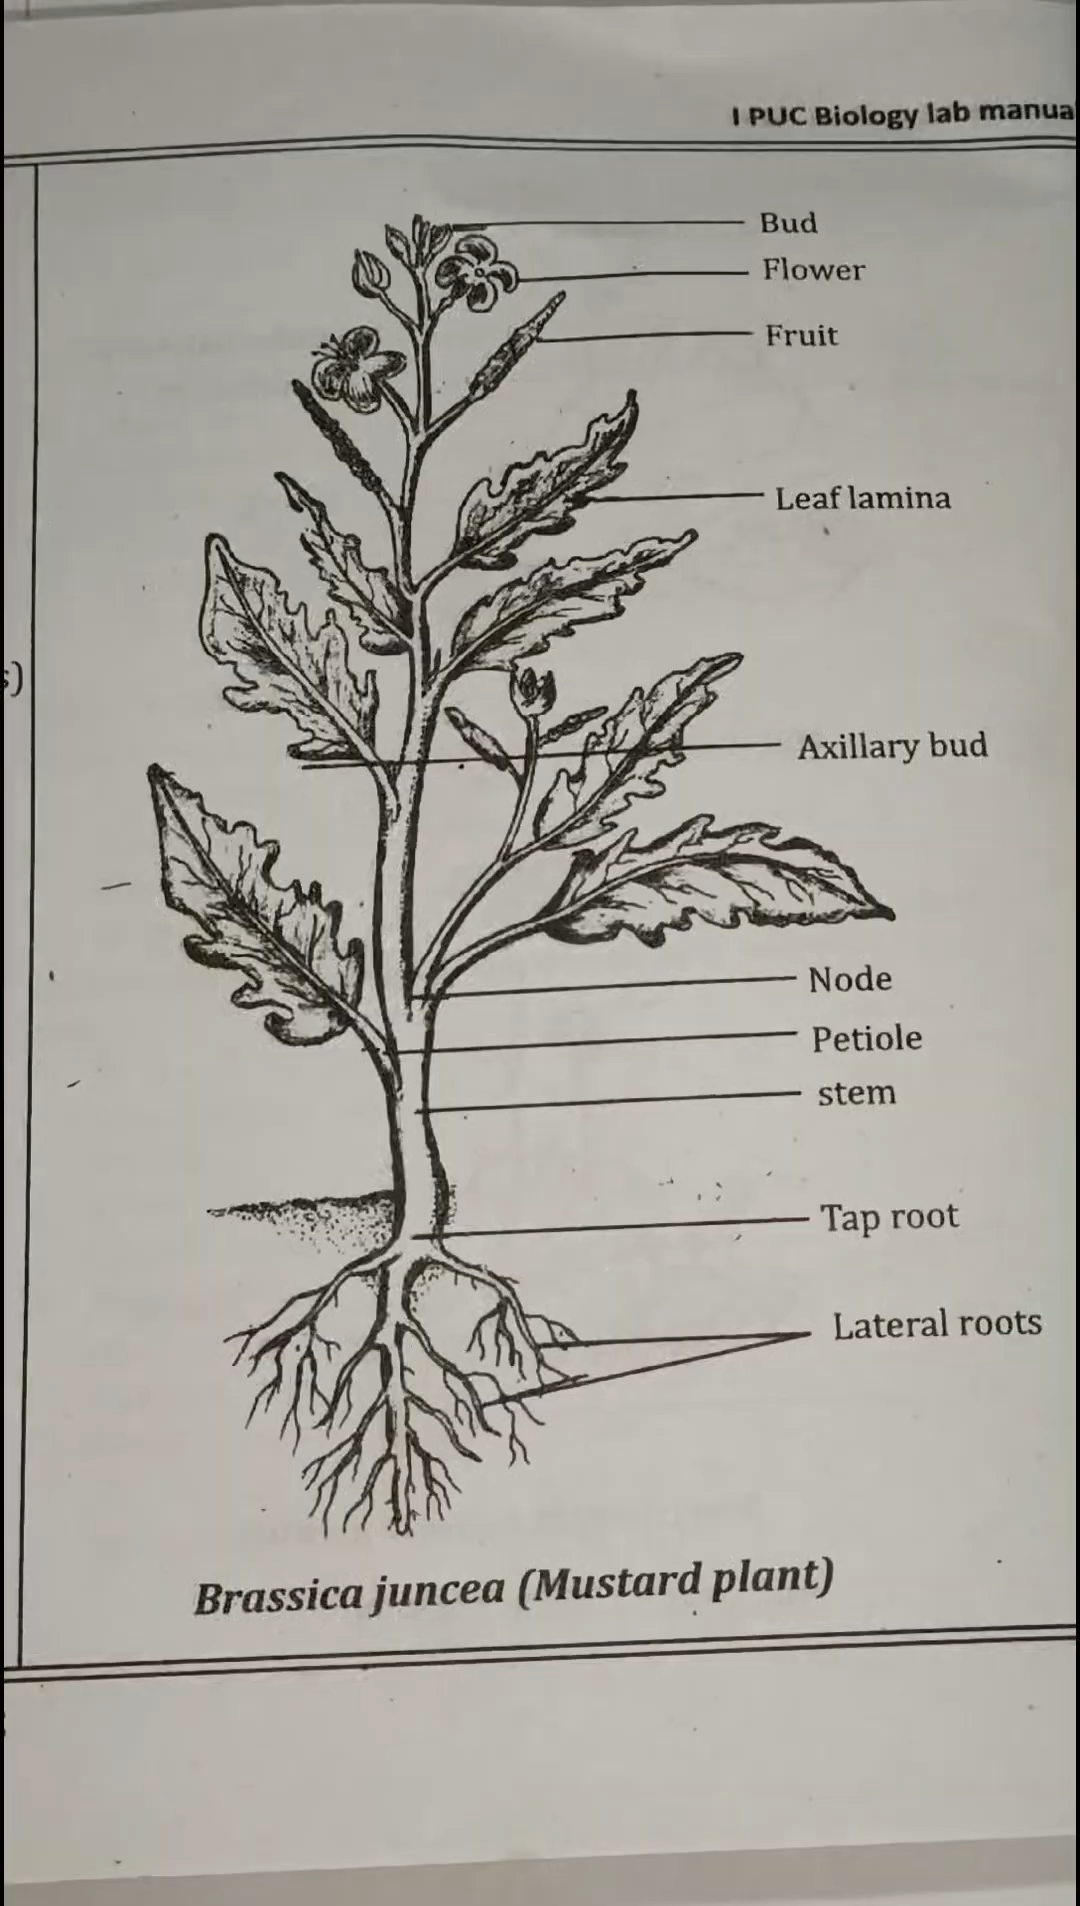 I PUC Biology lab manua
s)
Bud
Flower
Fruit
Leaf lamina
Axillary bud
Node
Petiole
stem
Tap root
Lateral roots
Brassica juncea (Mustard plant)